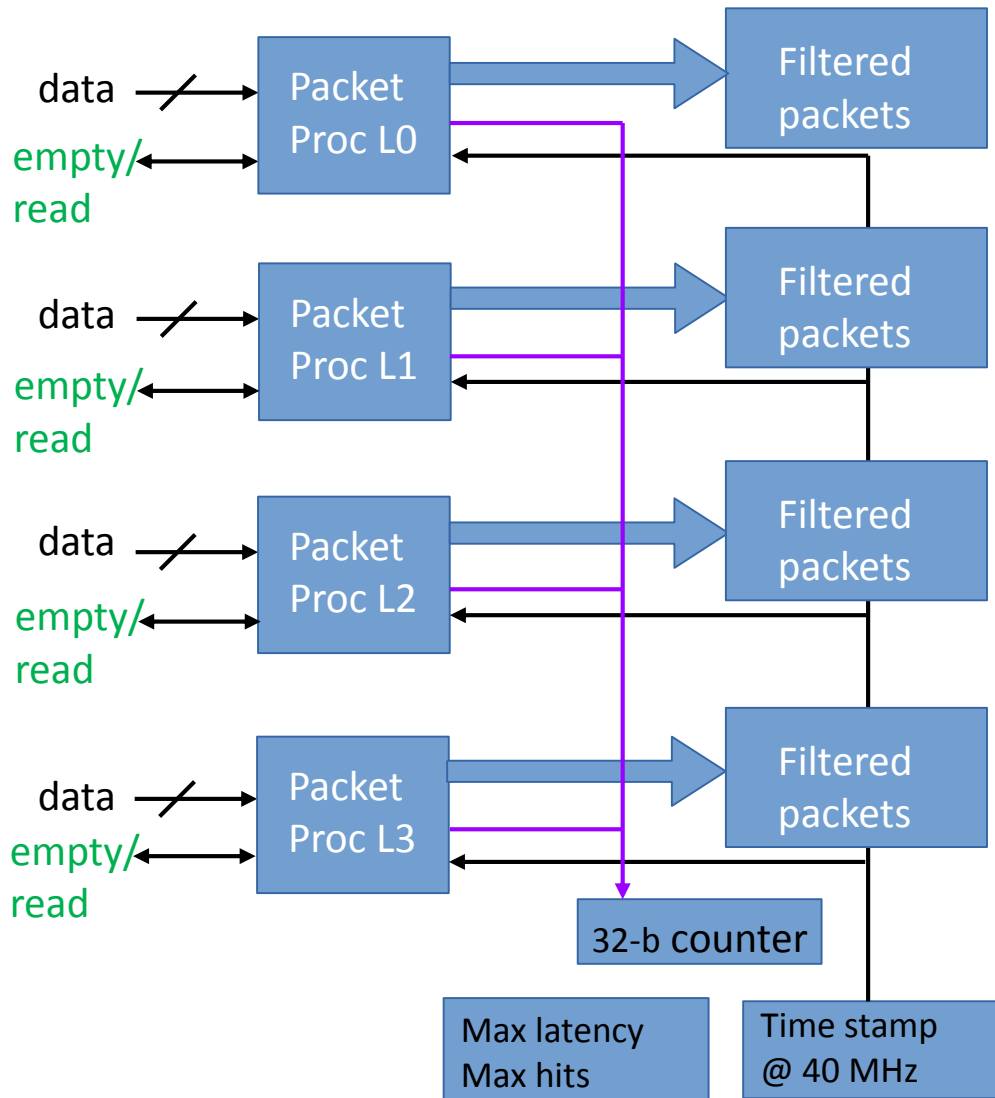 data
empty/
read
Packet
Proc L0
Filtered
packets
data
empty/
read
Packet
Proc L1
Filtered
packets
data
empty/
read
Packet
Proc L2
Filtered
packets
data
empty/
read
Packet
Proc L3
Filtered
packets
32-b counter
Max latency
Max hits
Time stamp
@ 40 MHz